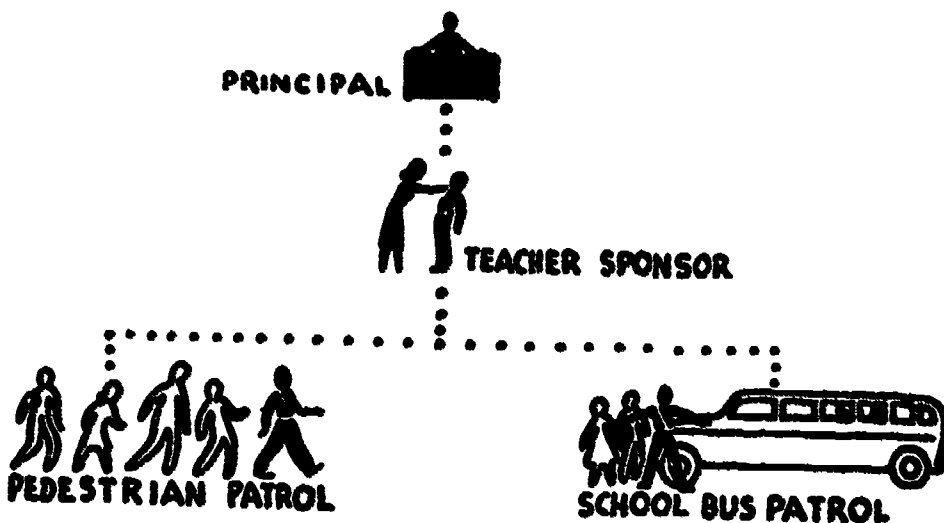 PRINCIPAL
TEACHER SPONSOR
PEDESTRIAN PATROL
SCHOOL BUS PATROL